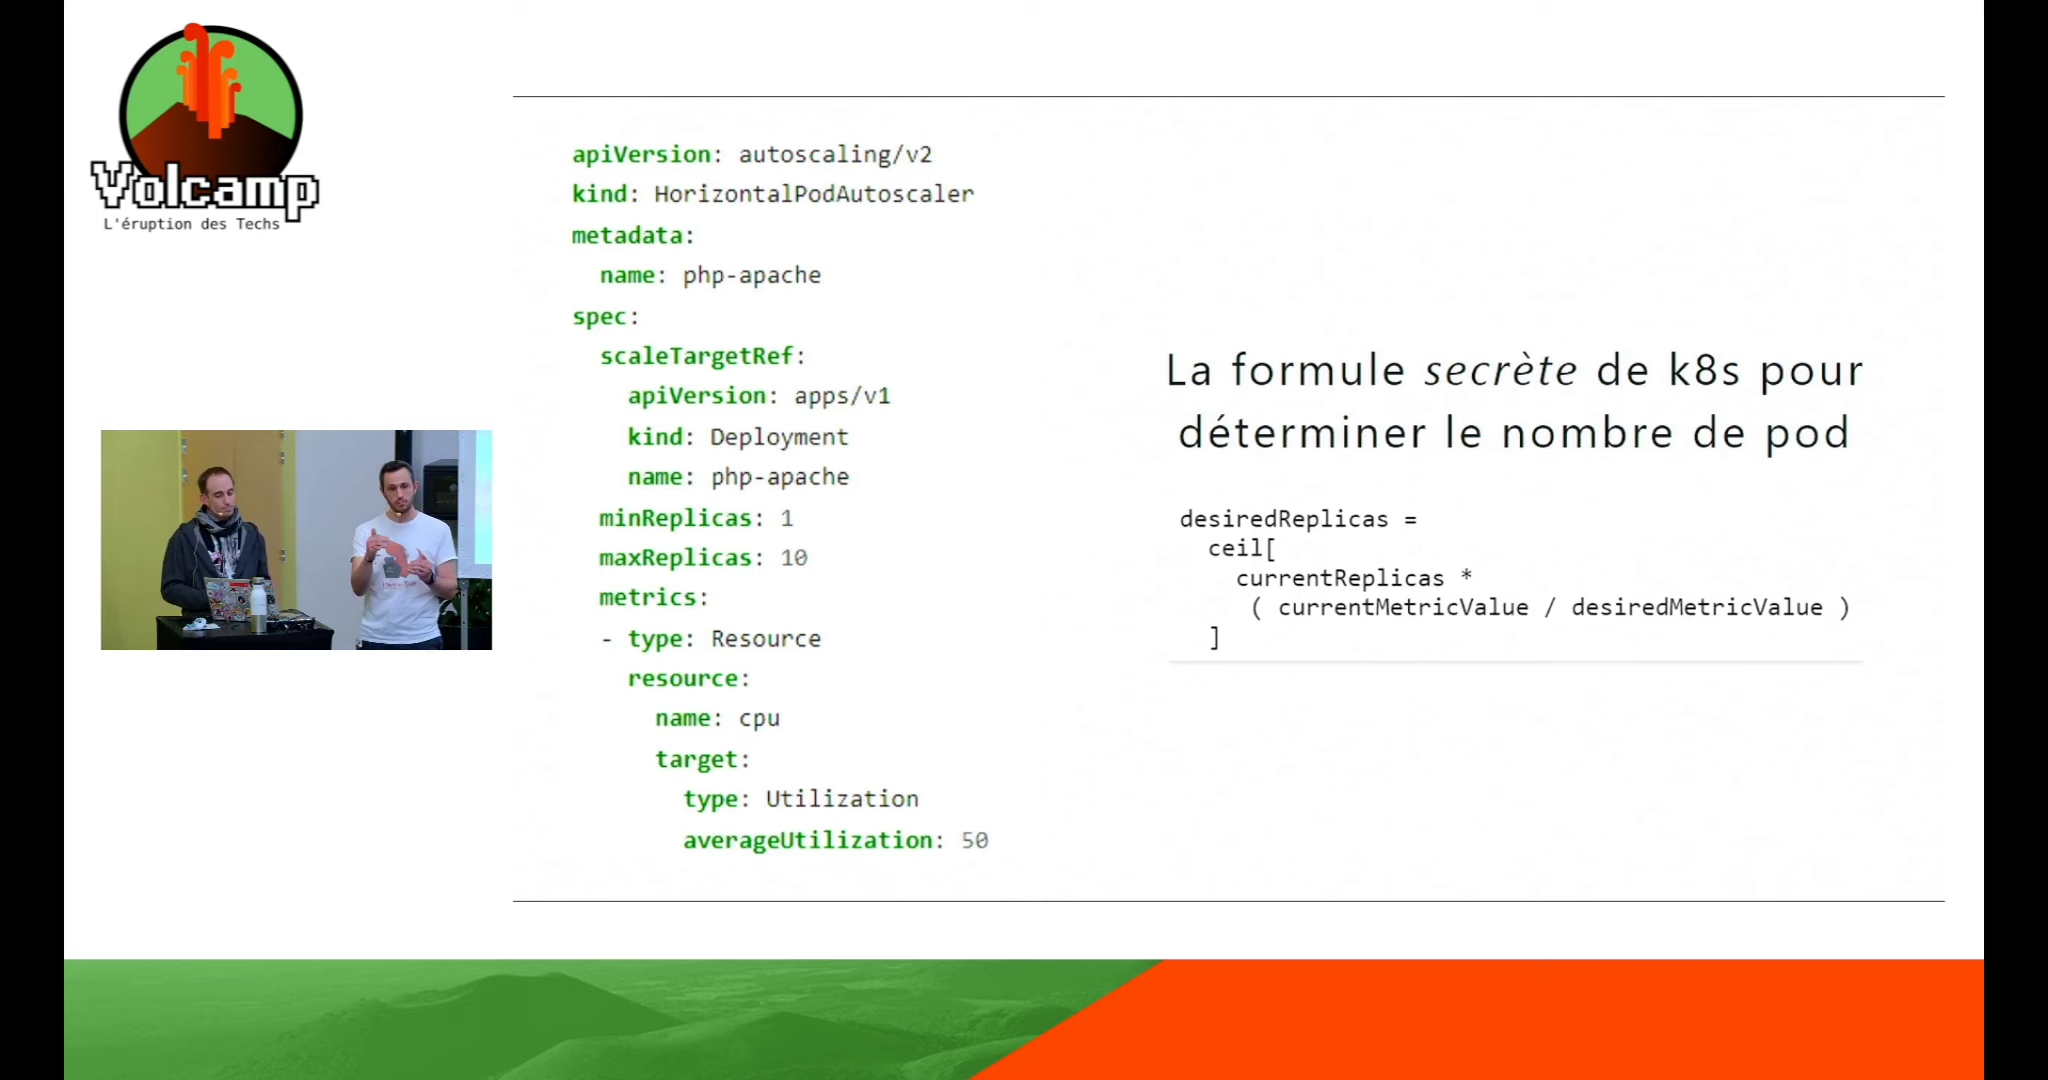 Volcamp
L'éruption des Techs
apiVersion: autoscaling/v2
kind: HorizontalPodAutoscaler
metadata:
  name: php-apache
spec:
  scaleTargetRef:
    apiVersion: apps/v1
    kind: Deployment
    name: php-apache
  minReplicas: 1
  maxReplicas: 10
  metrics:
  - type: Resource
    resource:
      name: cpu
      target:
        type: Utilization
        averageUtilization: 50
La formule secrète de k8s pour
déterminer le nombre de pod
desiredReplicas =
  ceil[
    currentReplicas *
     ( currentMetricValue / desiredMetricValue )
  ]